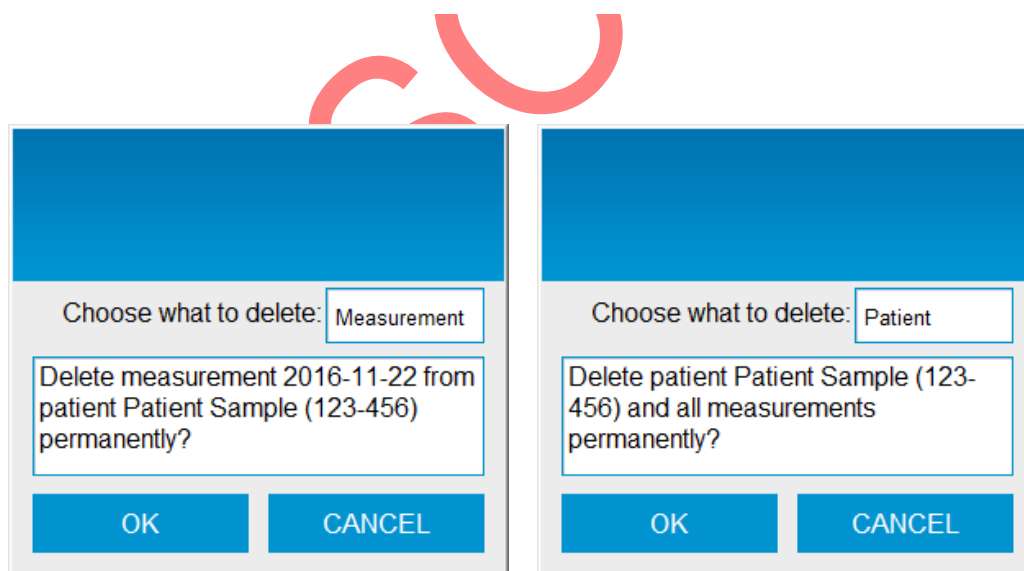 Choose what to delete: Measurement
Delete measurement 2016-11-22 from
patient Patient Sample (123-456)
permanently?
OK CANCEL
Choose what to delete: Patient
Delete patient Patient Sample (123-
456) and all measurements
permanently?
OK CANCEL